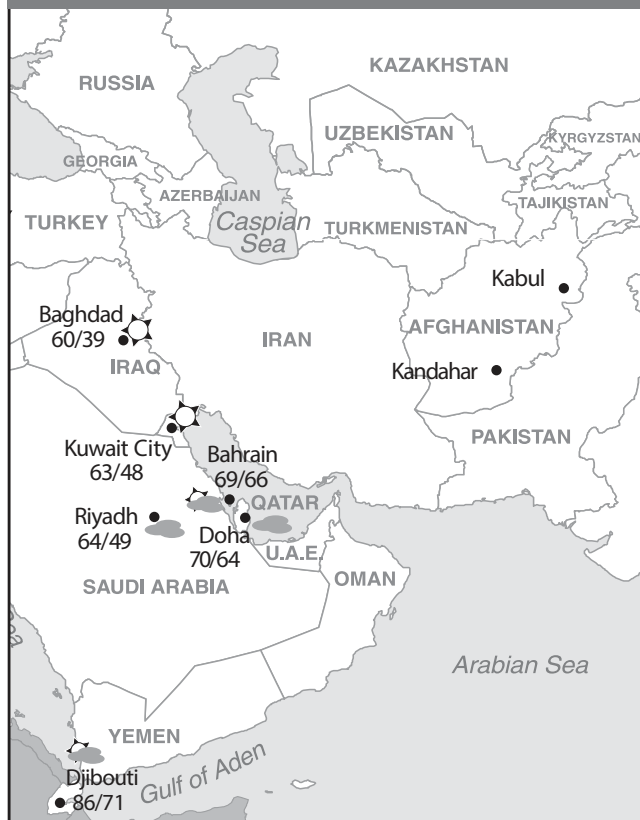 KAZAKHSTAN
RUSSIA
UZBEKISTAN
KYRGYZSTAN
GEORGIA
AZERBAIJAN
TAJIKISTAN
TURKEY
Caspian
Sea
TURKMENISTAN
Kabul
Baghdad
60/39
IRAN
AFGHANISTAN
IRAQ
Kandahar
PAKISTAN
Kuwait City
63/48
Bahrain
69/66
QATAR
Riyadh
64/49
Doha
70/64
U.A.E.
OMAN
SAUDI ARABIA
Arabian Sea
YEMEN
Gulf of Aden
Djibouti
86/71